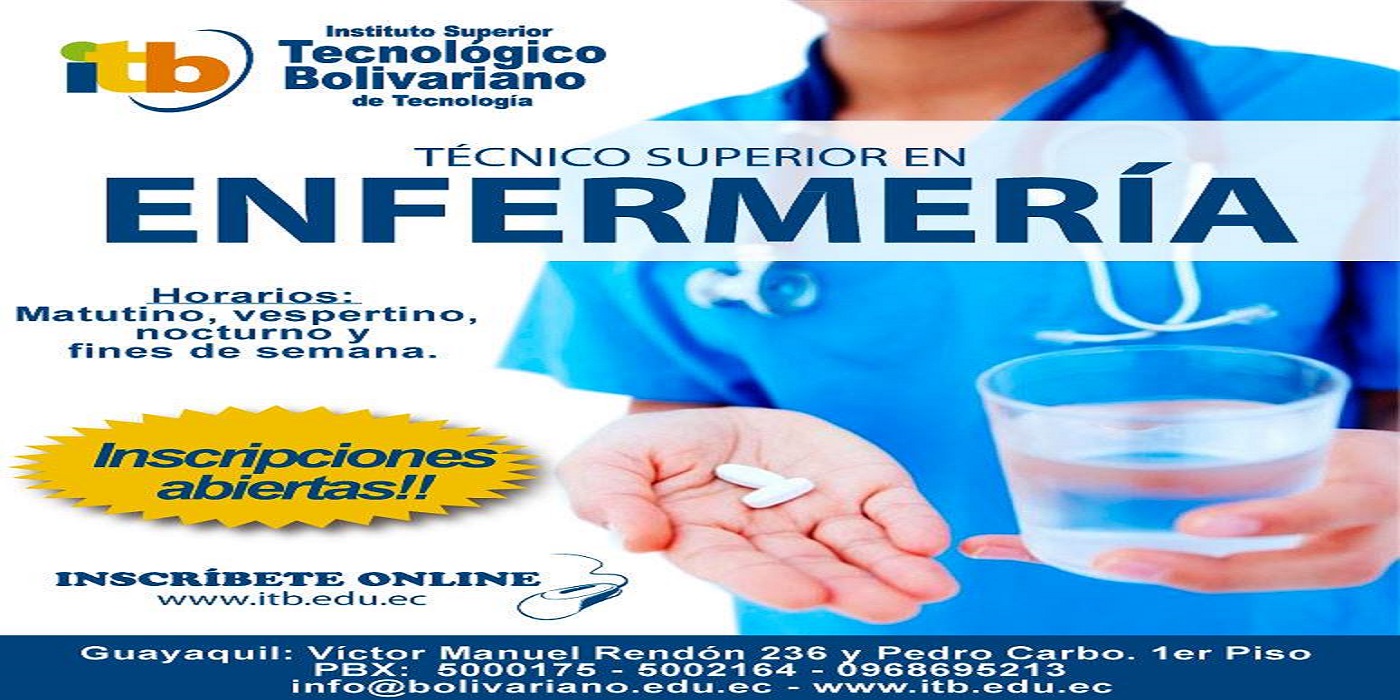 itb
Instituto Superior
Tecnológico
Bolivariano
de Tecnología
TÉCNICO SUPERIOR EN
ENFERMERÍA
Horarios:
Matutino, vespertino,
nocturno y
fines de semana.
Inscripciones
abiertas!!
INSCRÍBETE ONLINE
www.itb.edu.ec
Guayaquil: Víctor Manuel Rendón 236 y Pedro Carbo. 1er Piso
PBX: 5000175 - 5002164 - 0968695213
info@bolivariano.edu.ec - www.itb.edu.ec